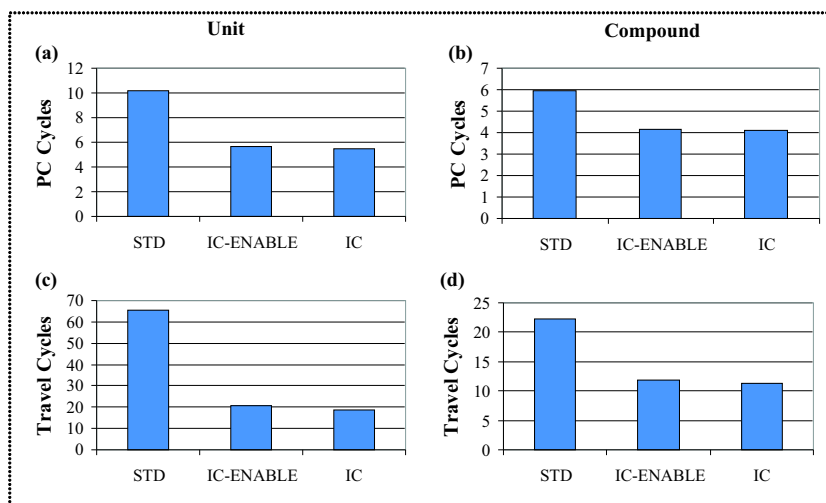 Unit
Compound
(a)
PC Cycles
12
10
8
6
4
2
0
STD IC-ENABLE IC
(b)
PC Cycles
7
6
5
4
3
2
1
0
STD IC-ENABLE IC
(c)
Travel Cycles
70
60
50
40
30
20
10
0
STD IC-ENABLE IC
(d)
Travel Cycles
25
20
15
10
5
0
STD IC-ENABLE IC